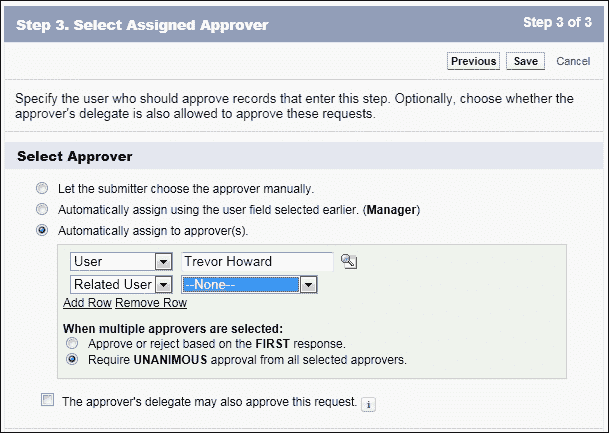 Step 3. Select Assigned Approver
Step 3 of 3
Previous
Save
Cancel
Specify the user who should approve records that enter this step. Optionally, choose whether the
approver's delegate is also allowed to approve these requests.
Select Approver
Let the submitter choose the approver manually.
Automatically assign using the user field selected earlier. (Manager)
Automatically assign to approver(s).
User
Trevor Howard
Related User
--None--
Add Row Remove Row
When multiple approvers are selected:
Approve or reject based on the FIRST response.
Require UNANIMOUS approval from all selected approvers.
The approver's delegate may also approve this request. i